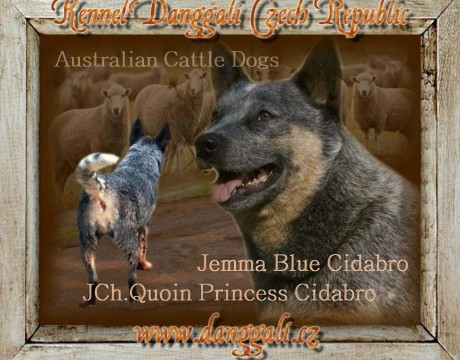 Kennel Danggali Czech Republic
Australian Cattle Dogs
Jemma Blue Cidabro
JCh.Quoin Princess Cidabro
www.danggali.cz